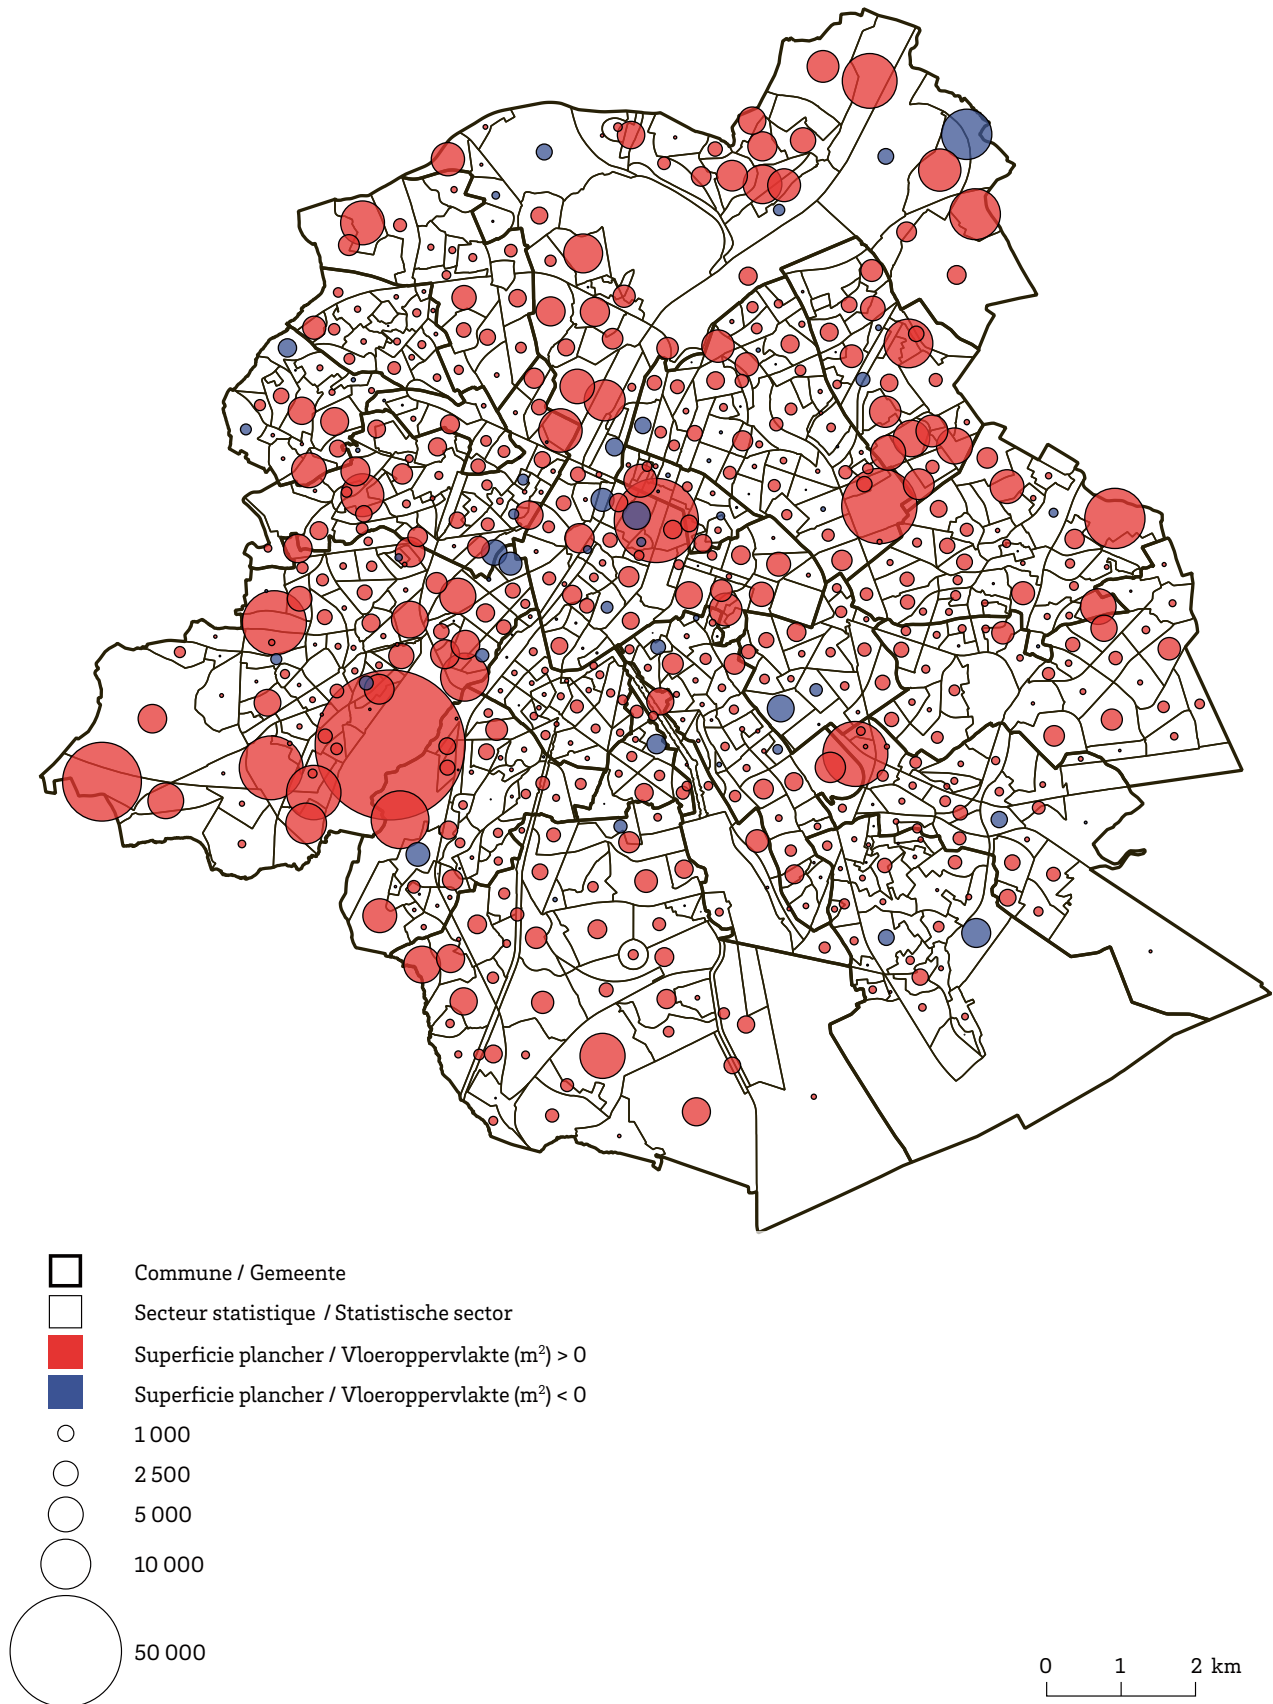 Commune / Gemeente
Secteur statistique / Statistische sector
Superficie plancher / Vloeroppervlakte (m²) > 0
Superficie plancher / Vloeroppervlakte (m²) < 0
1 000
2 500
5 000
10 000
50 000
0 1 2 km